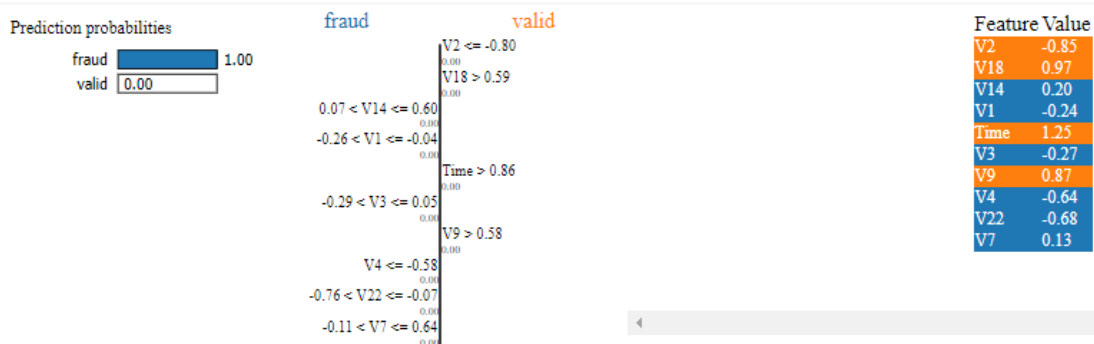 Prediction probabilities
fraud 1.00
valid 0.00
fraud valid
V2 <= -0.80
0.00
V18 > 0.59
0.00
0.07 < V14 <= 0.60
0.00
-0.26 < V1 <= -0.04
0.00
Time > 0.86
0.00
-0.29 < V3 <= 0.05
0.00
V9 > 0.58
0.00
V4 <= -0.58
0.00
-0.76 < V22 <= -0.07
0.00
-0.11 < V7 <= 0.64
0.00
Feature Value
V2 -0.85
V18 0.97
V14 0.20
V1 -0.24
Time 1.25
V3 -0.27
V9 0.87
V4 -0.64
V22 -0.68
V7 0.13